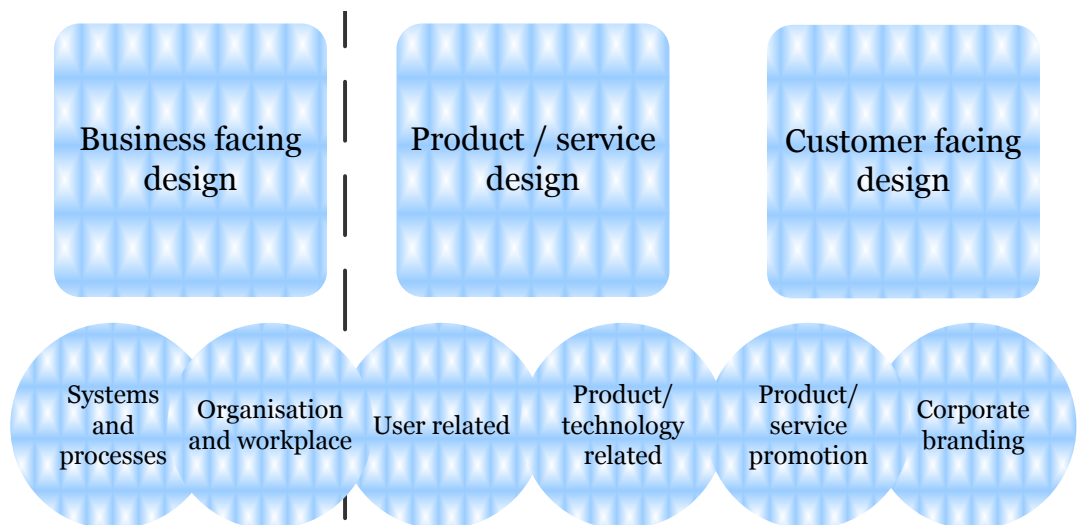 Business facing
design
Product / service
design
Customer facing
design
Systems
and
processes
Organisation
and workplace
User related
Product/
technology
related
Product/
service
promotion
Corporate
branding